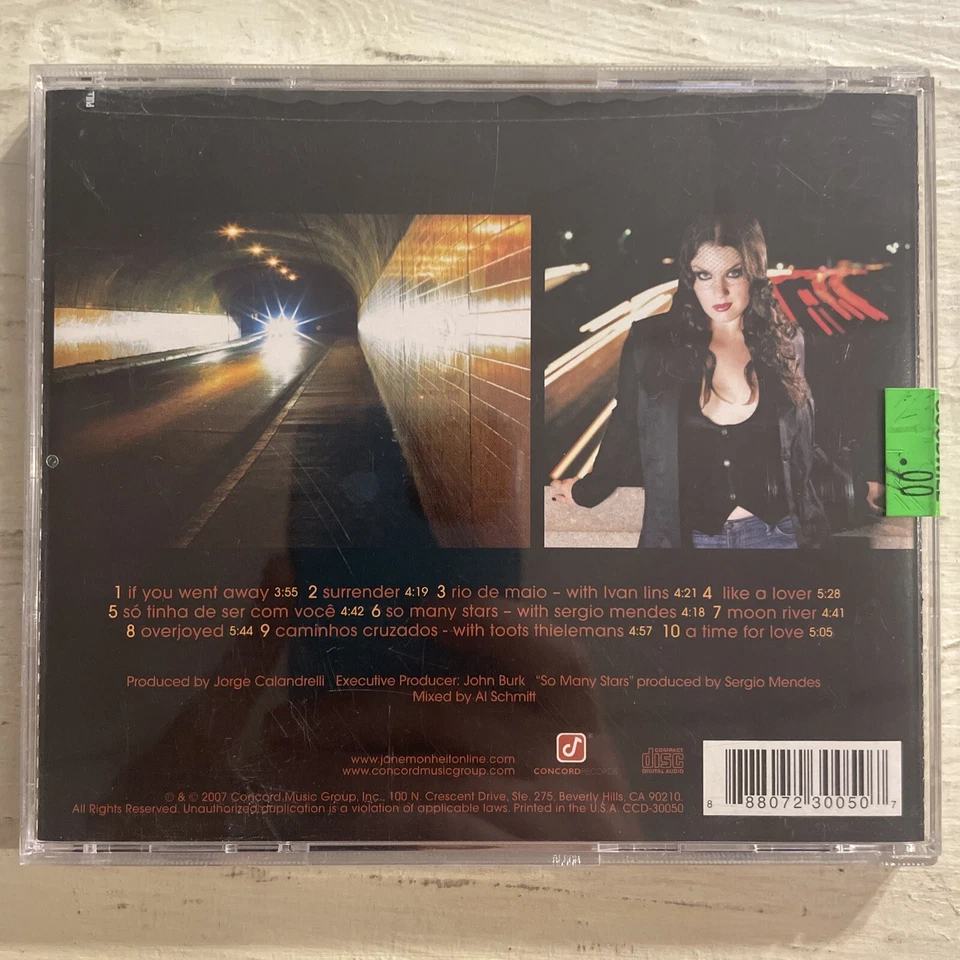 1 if you went away 3:55 2 surrender 4:19 3 rio de maio – with Ivan lins 4:21 4 like a lover 5:28
5 só tinha de ser com você 4:42 6 so many stars – with sergio mendes 4:18 7 moon river 4:41
8 overjoyed 5:44 9 caminhos cruzados - with toots thielemans 4:57 10 a time for love 5:05
Produced by Jorge Calandrelli Executive Producer: John Burk "So Many Stars" produced by Sergio Mendes
Mixed by Al Schmitt
www.janemonheitonline.com
www.concordmusicgroup.com
CONCORD RECORDS
COMPACT
disc
DIGITAL AUDIO
8 88072 30050 7
℗ & © 2007 Concord Music Group, Inc., 100 N. Crescent Drive, Ste. 275, Beverly Hills, CA 90210.
All Rights Reserved. Unauthorized duplication is a violation of applicable laws. Printed in the U.S.A. CCD-30050